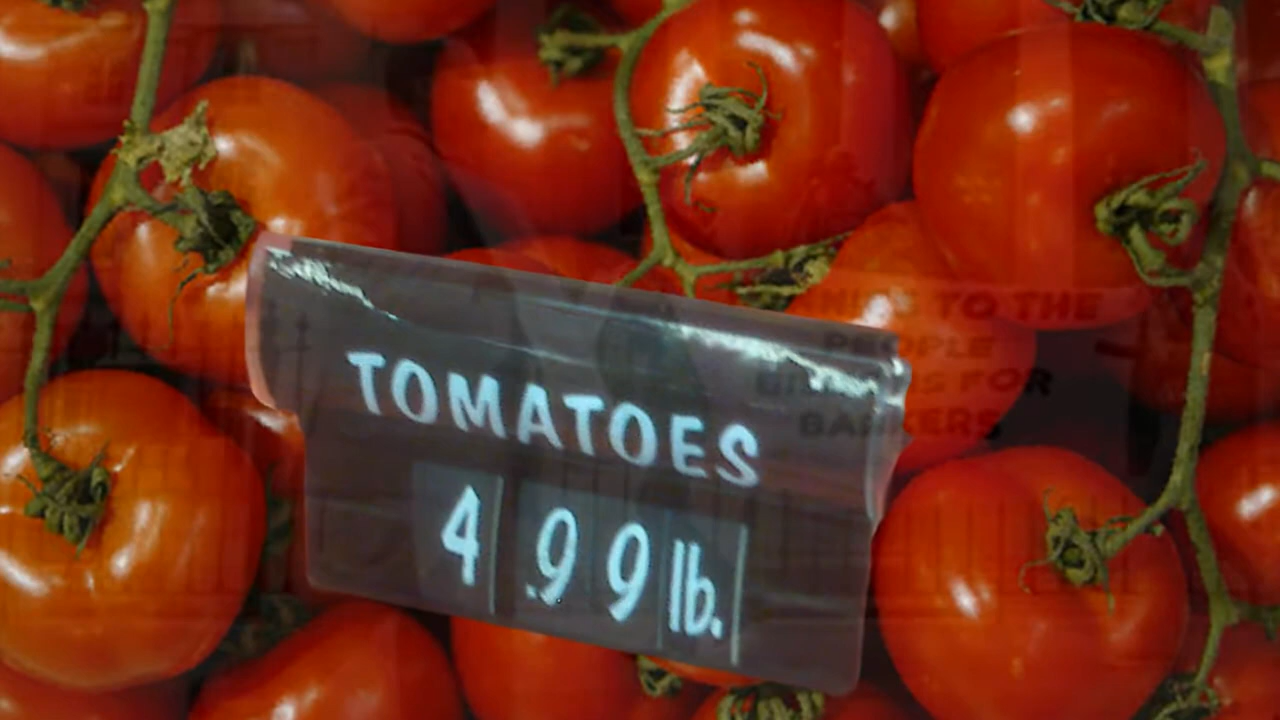 TOMATOES
4.99 lb.
TO THE
PEOPLE
FOR
BANKERS